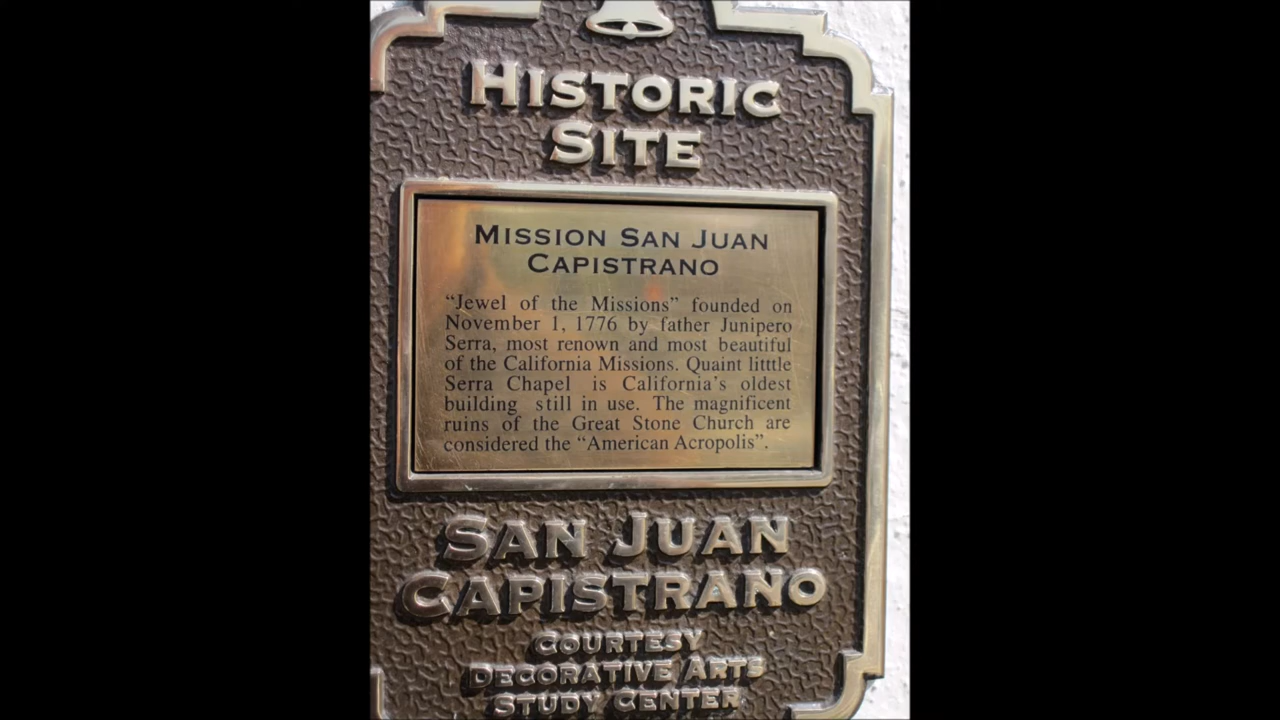 HISTORIC
SITE
MISSION SAN JUAN
CAPISTRANO
“Jewel of the Missions” founded on
November 1, 1776 by father Junipero
Serra, most renown and most beautiful
of the California Missions. Quaint litttle
Serra Chapel is California’s oldest
building still in use. The magnificent
ruins of the Great Stone Church are
considered the “American Acropolis”.
SAN JUAN
CAPISTRANO
COURTESY
DECORATIVE ARTS
STUDY CENTER